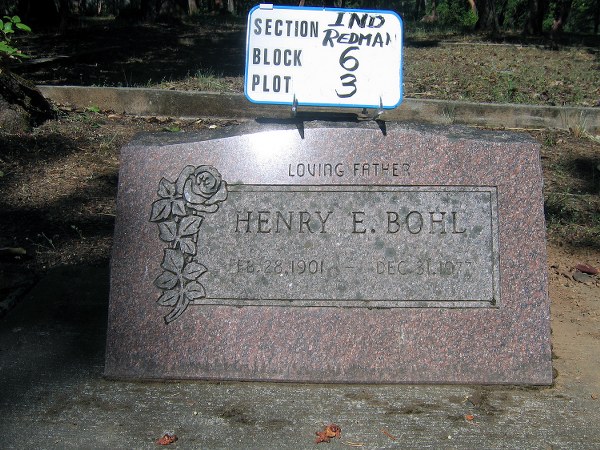 SECTION IND
REDMAN
BLOCK 6
PLOT 3
LOVING FATHER
HENRY E. BOHL
FEB. 28, 1901 — DEC. 31, 1977